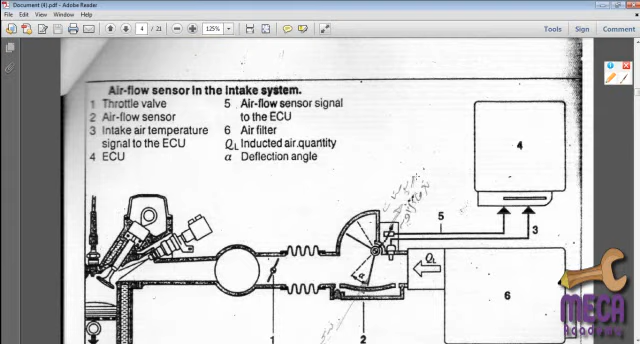 Document (4).pdf - Adobe Reader
File Edit View Window Help
4 / 21 125% Tools Sign Comment
Air-flow sensor in the intake system.
1 Throttle valve
2 Air-flow sensor
3 Intake air temperature
signal to the ECU
4 ECU
5 Air-flow sensor signal
to the ECU
6 Air filter
QL Inducted air quantity
α Deflection angle
4
5
3
QL
α
6
1
2
MECA
Academy